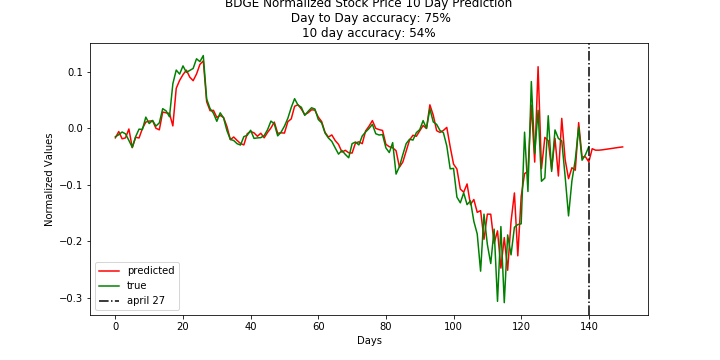 BDGE Normalized Stock Price 10 Day Prediction
Day to Day accuracy: 75%
10 day accuracy: 54%
Normalized Values
0.1
0.0
−0.1
−0.2
−0.3
predicted
true
april 27
0
20
40
60
80
100
120
140
Days